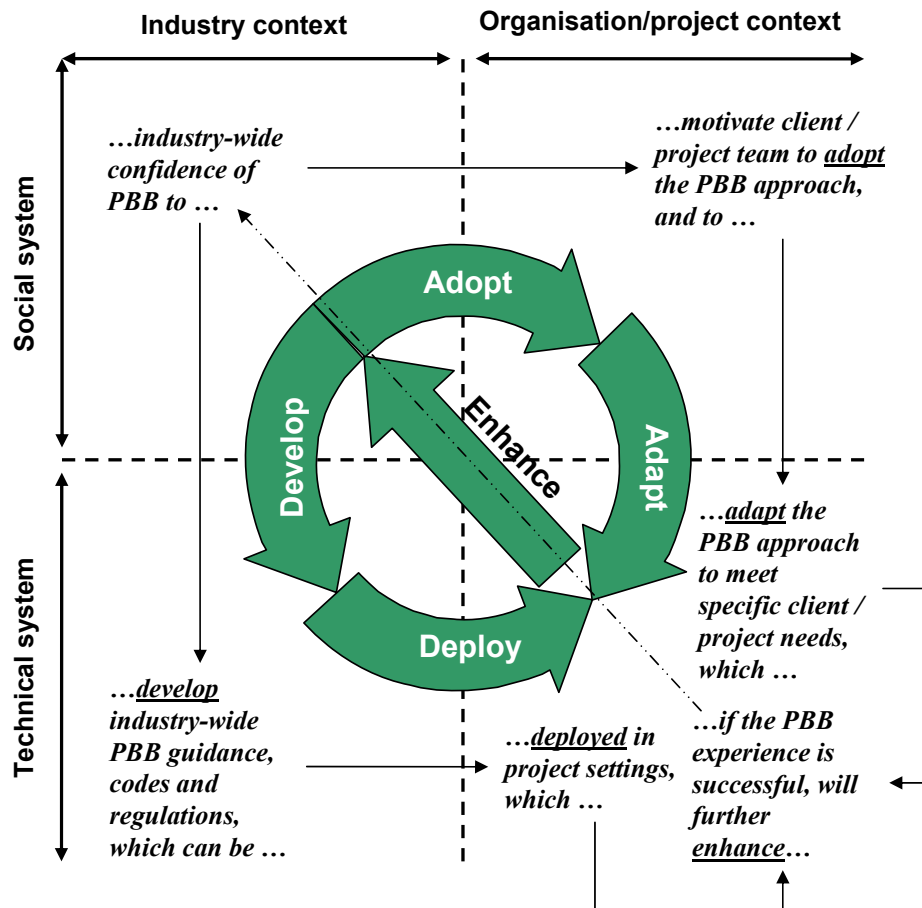 Industry context
Organisation/project context
Social system
Technical system
…industry-wide
confidence of
PBB to …
…motivate client /
project team to adopt
the PBB approach,
and to …
Adopt
Develop
Enhance
Adapt
Deploy
…adapt the
PBB approach
to meet
specific client /
project needs,
which …
…develop
industry-wide
PBB guidance,
codes and
regulations,
which can be …
…deployed in
project settings,
which …
…if the PBB
experience is
successful, will
further
enhance…